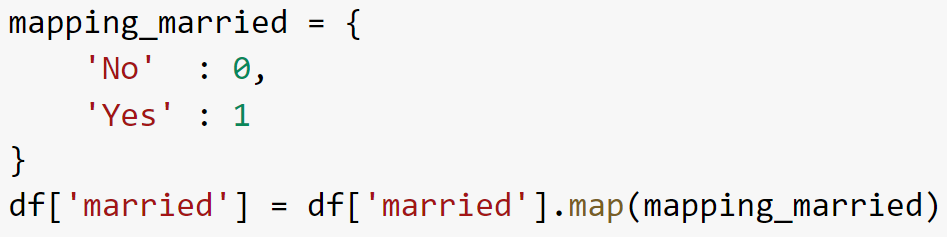 mapping_married = {
    'No'  : 0,
    'Yes' : 1
}
df['married'] = df['married'].map(mapping_married)